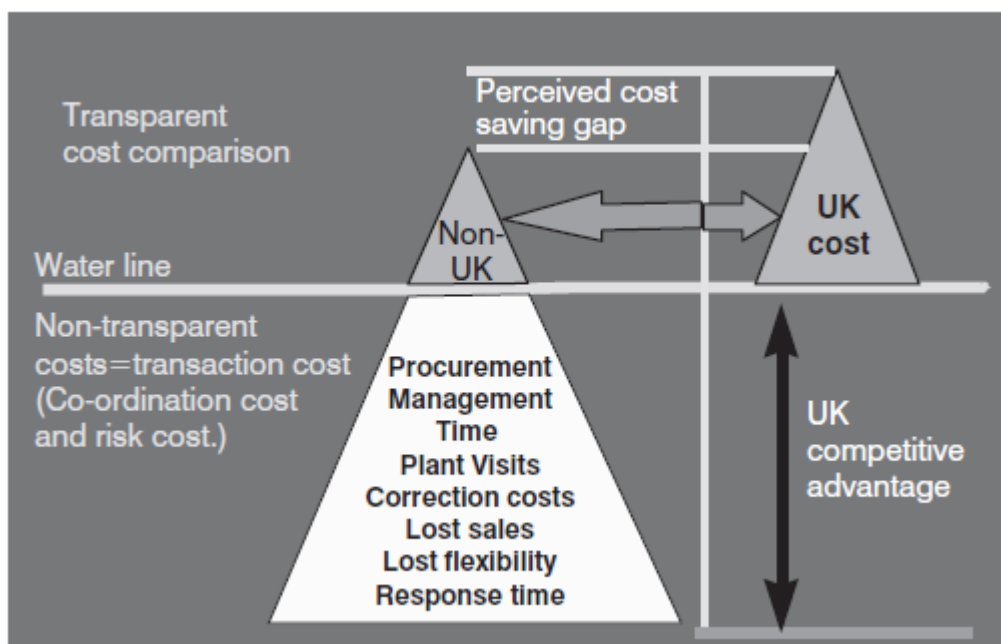 Transparent
cost comparison
Perceived cost
saving gap
Non-
UK
UK
cost
Water line
Non-transparent
costs=transaction cost
(Co-ordination cost
and risk cost.)
Procurement
Management
Time
Plant Visits
Correction costs
Lost sales
Lost flexibility
Response time
UK
competitive
advantage